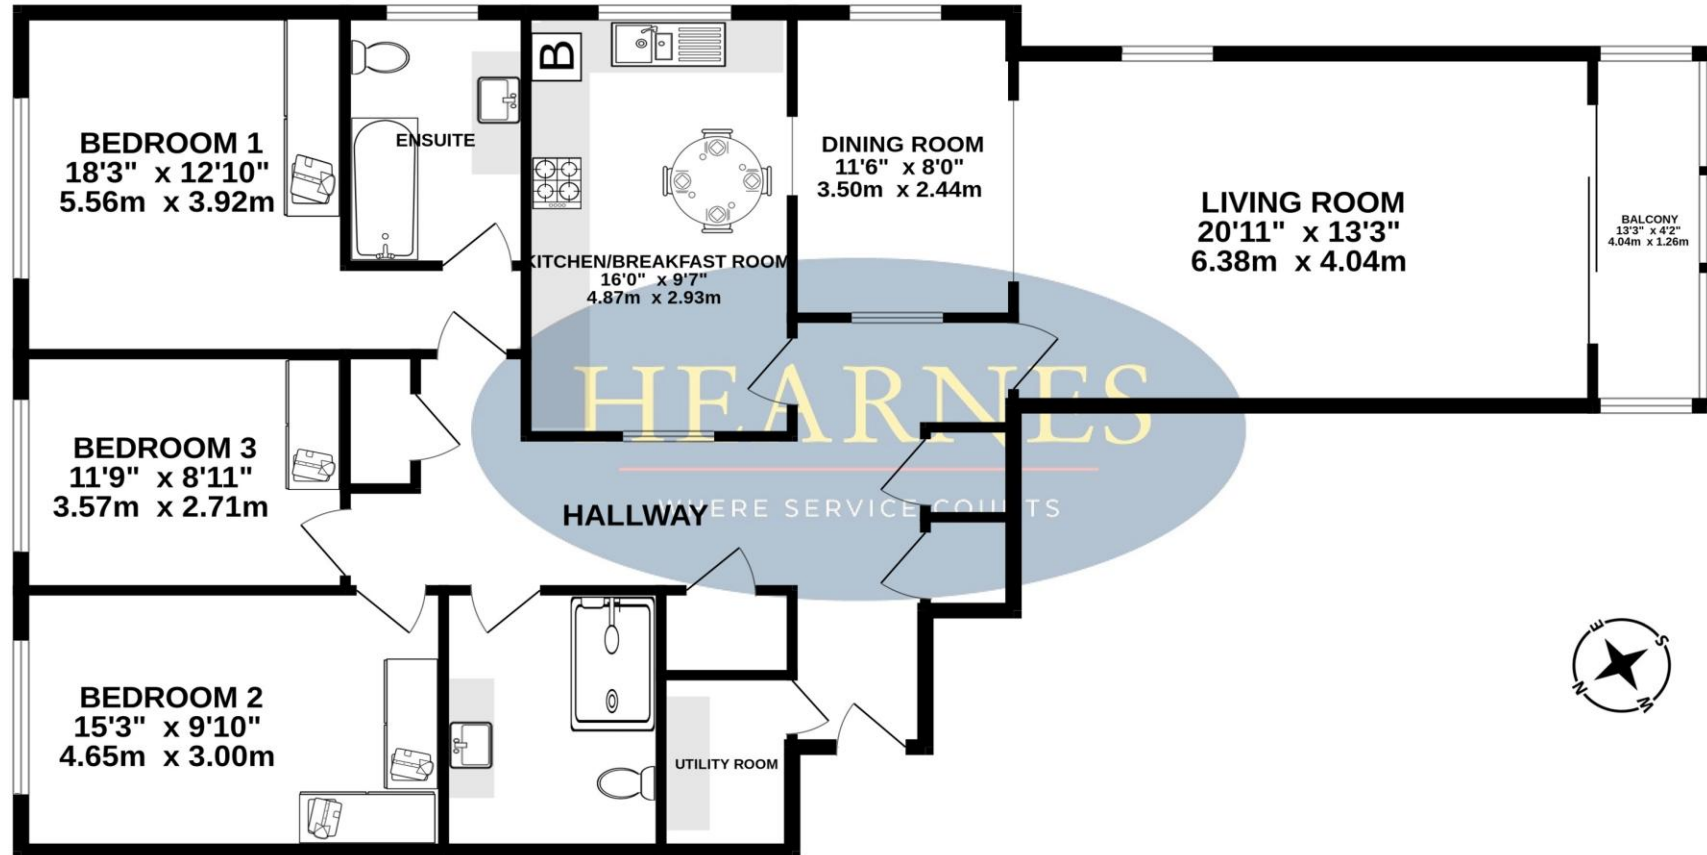 BEDROOM 1
18'3" x 12'10"
5.56m x 3.92m
ENSUITE
B
KITCHEN/BREAKFAST ROOM
16'0" x 9'7"
4.87m x 2.93m
DINING ROOM
11'6" x 8'0"
3.50m x 2.44m
LIVING ROOM
20'11" x 13'3"
6.38m x 4.04m
BALCONY
13'3" x 4'2"
4.04m x 1.26m
BEDROOM 3
11'9" x 8'11"
3.57m x 2.71m
HEARNES
WHERE SERVICE COUNTS
HALLWAY
BEDROOM 2
15'3" x 9'10"
4.65m x 3.00m
UTILITY ROOM
E
S
N
W